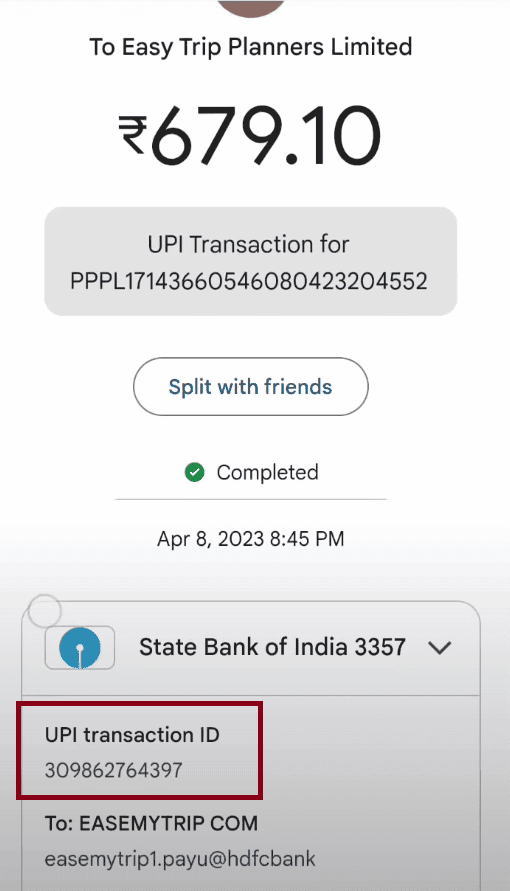 To Easy Trip Planners Limited
₹679.10
UPI Transaction for
PPPL17143660546080423204552
Split with friends
Completed
Apr 8, 2023 8:45 PM
State Bank of India 3357
UPI transaction ID
309862764397
To: EASEMYTRIP COM
easemytrip1.payu@hdfcbank